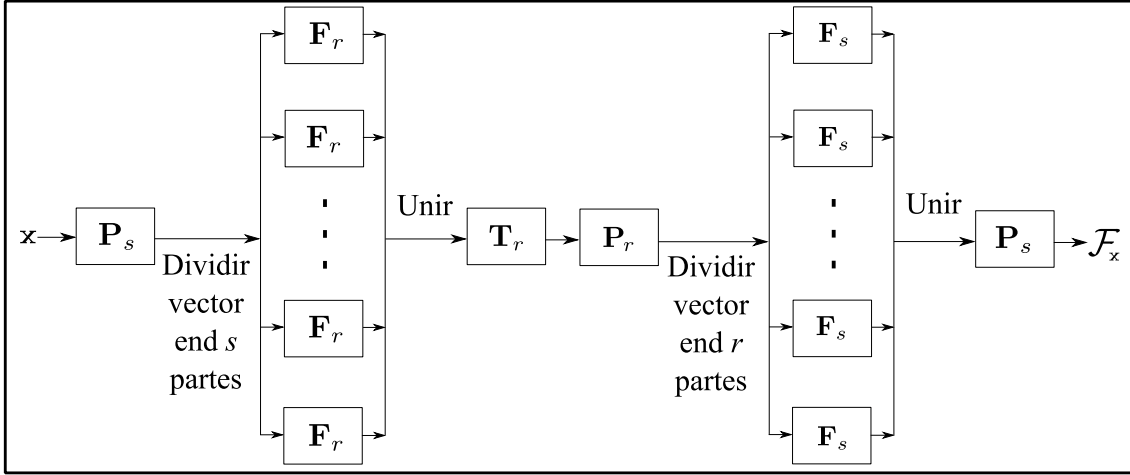 x
P_s
Dividir
vector
end s
partes
F_r
F_r
F_r
F_r
Unir
T_r
P_r
Dividir
vector
end r
partes
F_s
F_s
F_s
F_s
Unir
P_s
ℱ_x